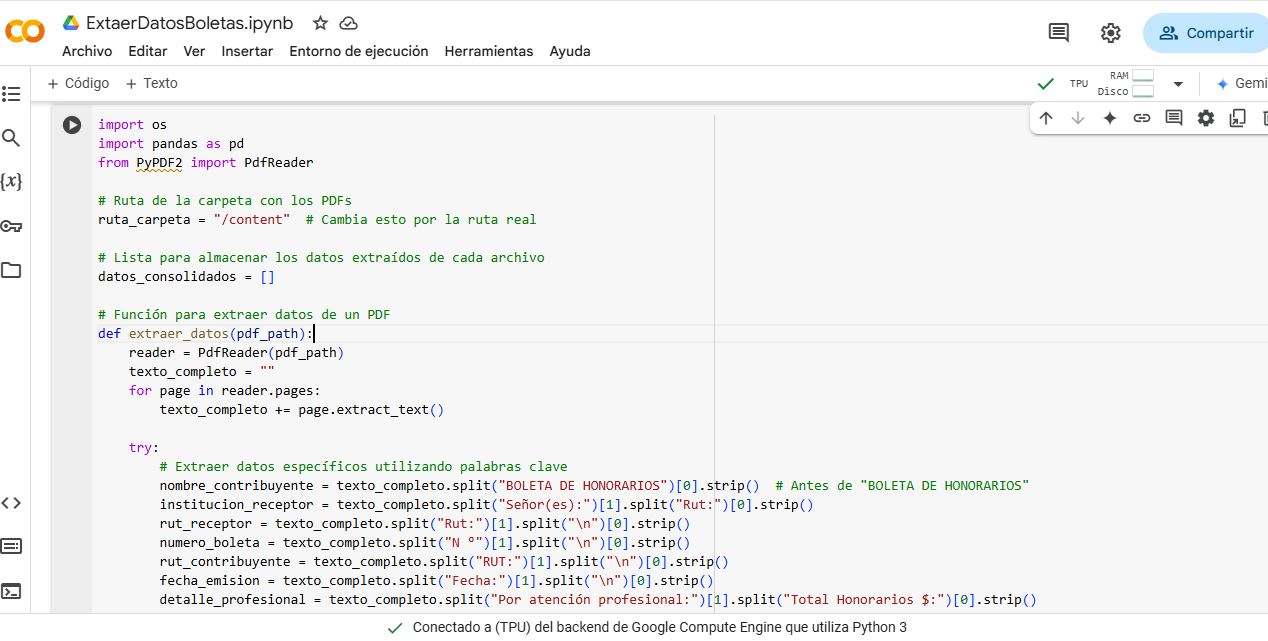 ExtaerDatosBoletas.ipynb
Archivo Editar Ver Insertar Entorno de ejecución Herramientas Ayuda
Compartir
+ Código + Texto
TPU RAM Disco Gemi
import os
import pandas as pd
from PyPDF2 import PdfReader
# Ruta de la carpeta con los PDFs
ruta_carpeta = "/content"  # Cambia esto por la ruta real
# Lista para almacenar los datos extraídos de cada archivo
datos_consolidados = []
# Función para extraer datos de un PDF
def extraer_datos(pdf_path):
    reader = PdfReader(pdf_path)
    texto_completo = ""
    for page in reader.pages:
        texto_completo += page.extract_text()
    try:
        # Extraer datos específicos utilizando palabras clave
        nombre_contribuyente = texto_completo.split("BOLETA DE HONORARIOS")[0].strip()  # Antes de "BOLETA DE HONORARIOS"
        institucion_receptor = texto_completo.split("Señor(es):")[1].split("Rut:")[0].strip()
        rut_receptor = texto_completo.split("Rut:")[1].split("\n")[0].strip()
        numero_boleta = texto_completo.split("N º")[1].split("\n")[0].strip()
        rut_contribuyente = texto_completo.split("RUT:")[1].split("\n")[0].strip()
        fecha_emision = texto_completo.split("Fecha:")[1].split("\n")[0].strip()
        detalle_profesional = texto_completo.split("Por atención profesional:")[1].split("Total Honorarios $:")[0].strip()
Conectado a (TPU) del backend de Google Compute Engine que utiliza Python 3